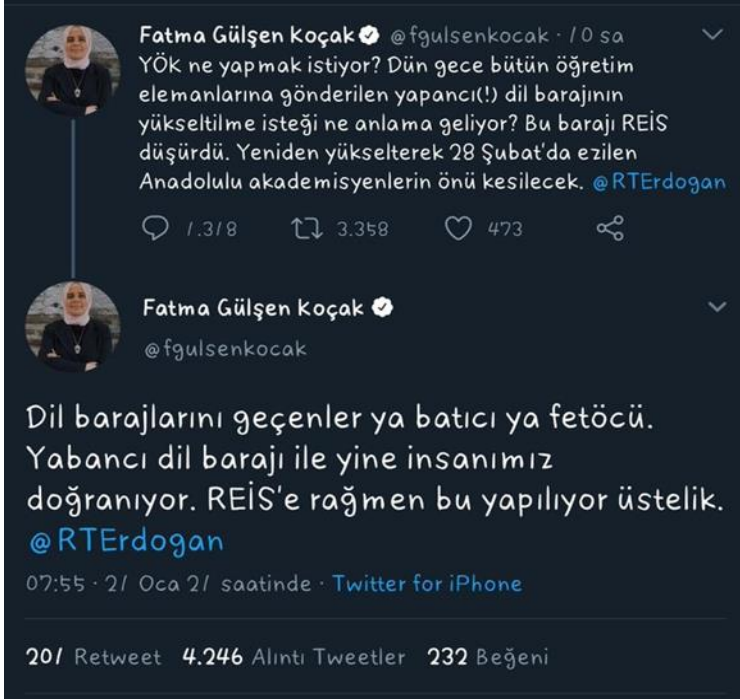 Fatma Gülşen Koçak @fgulsenkocak · 10 sa
YÖK ne yapmak istiyor? Dün gece bütün öğretim
elemanlarına gönderilen yapancı(!) dil barajının
yükseltilme isteği ne anlama geliyor? Bu barajı REİS
düşürdü. Yeniden yükselterek 28 Şubat'da ezilen
Anadolulu akademisyenlerin önü kesilecek. @RTErdogan
1.318 3.358 473
Fatma Gülşen Koçak
@fgulsenkocak
Dil barajlarını geçenler ya batıcı ya fetöcü.
Yabancı dil barajı ile yine insanımız
doğranıyor. REİS'e rağmen bu yapılıyor üstelik.
@RTErdogan
07:55 · 21 Oca 21 saatinde · Twitter for iPhone
201 Retweet 4.246 Alıntı Tweetler 232 Beğeni